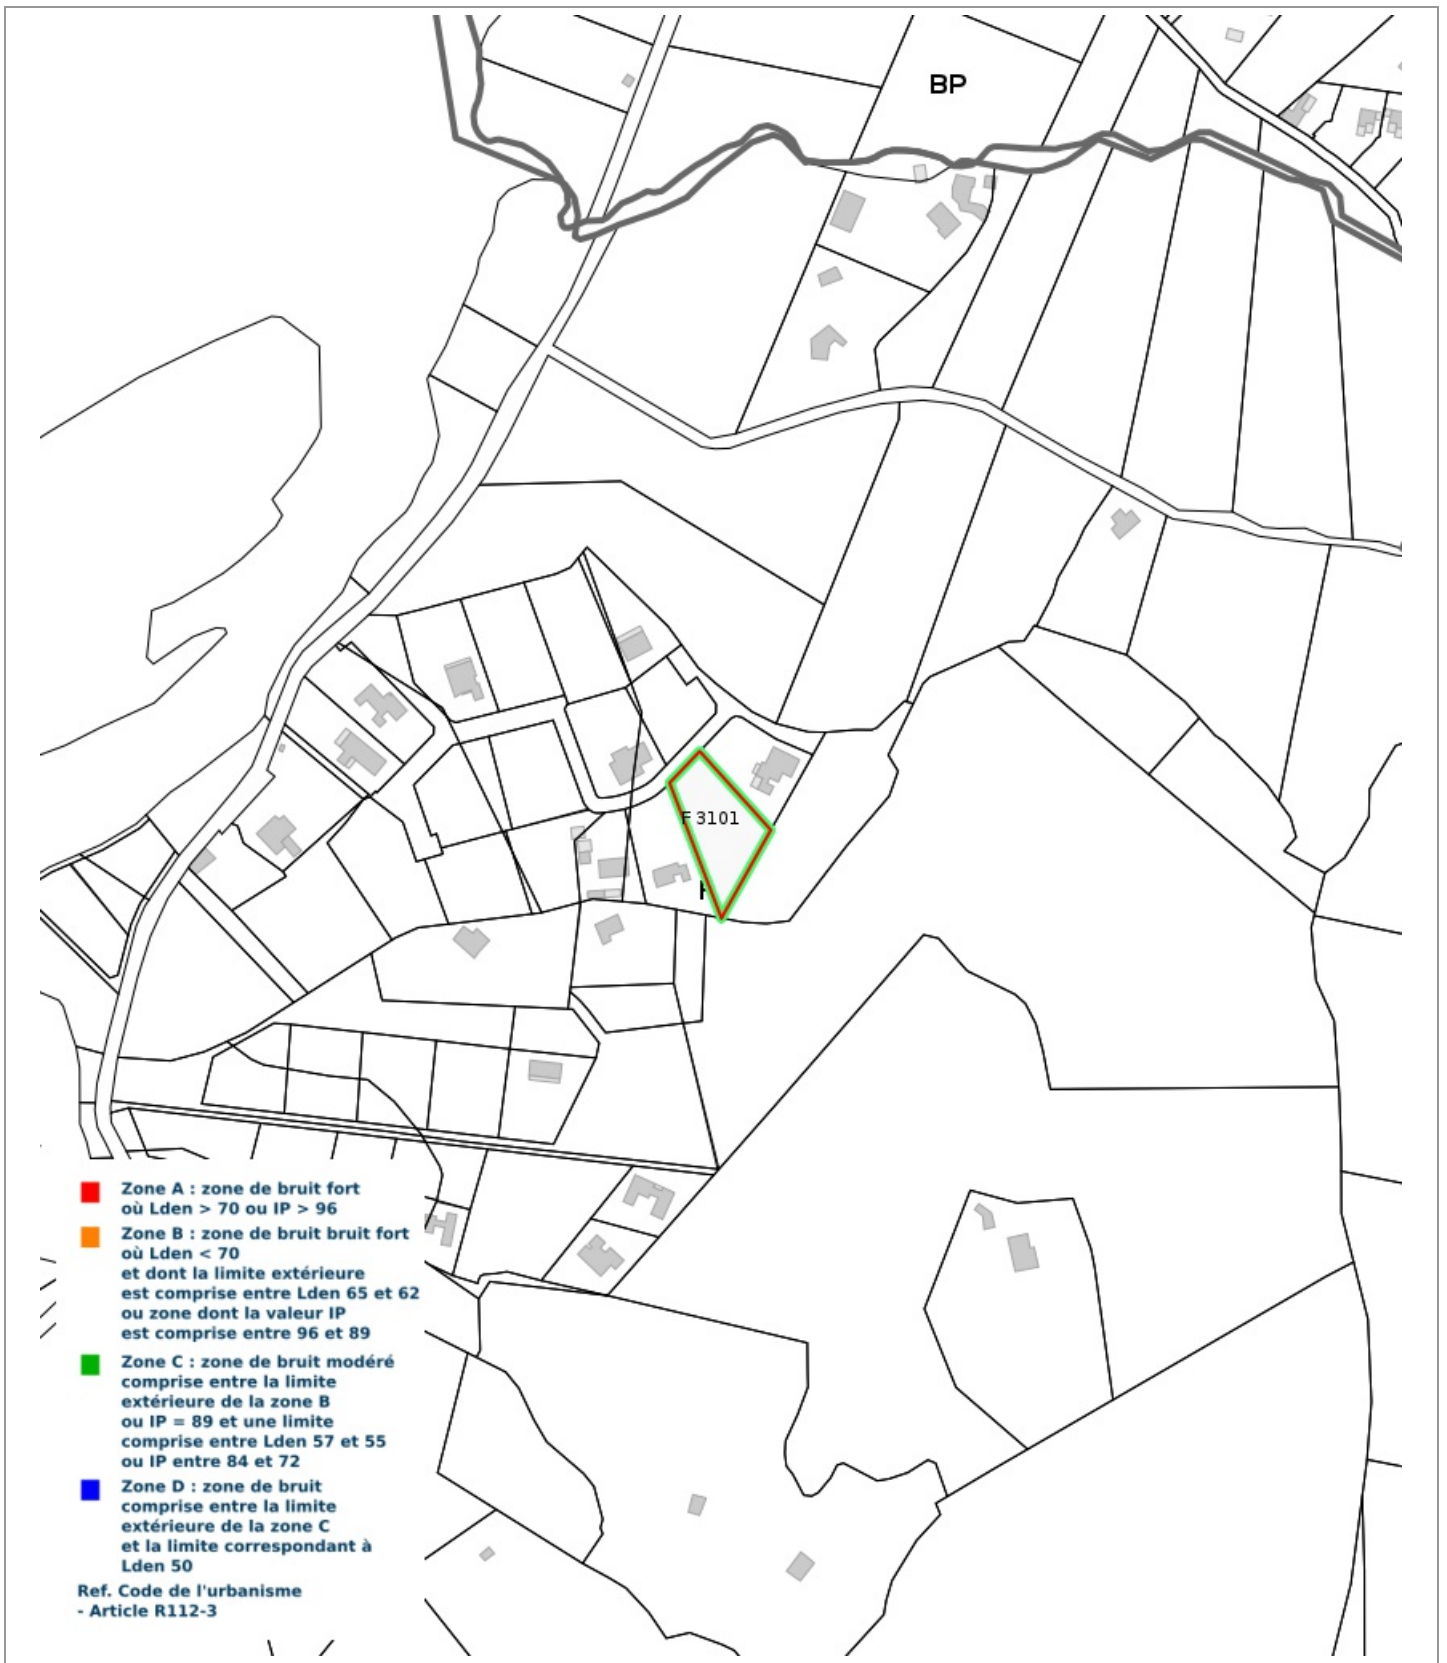 BP
F 3101
Zone A : zone de bruit fort
où Lden > 70 ou IP > 96
Zone B : zone de bruit bruit fort
où Lden < 70
et dont la limite extérieure
est comprise entre Lden 65 et 62
ou zone dont la valeur IP
est comprise entre 96 et 89
Zone C : zone de bruit modéré
comprise entre la limite
extérieure de la zone B
ou IP = 89 et une limite
comprise entre Lden 57 et 55
ou IP entre 84 et 72
Zone D : zone de bruit
comprise entre la limite
extérieure de la zone C
et la limite correspondant à
Lden 50
Ref. Code de l'urbanisme
- Article R112-3